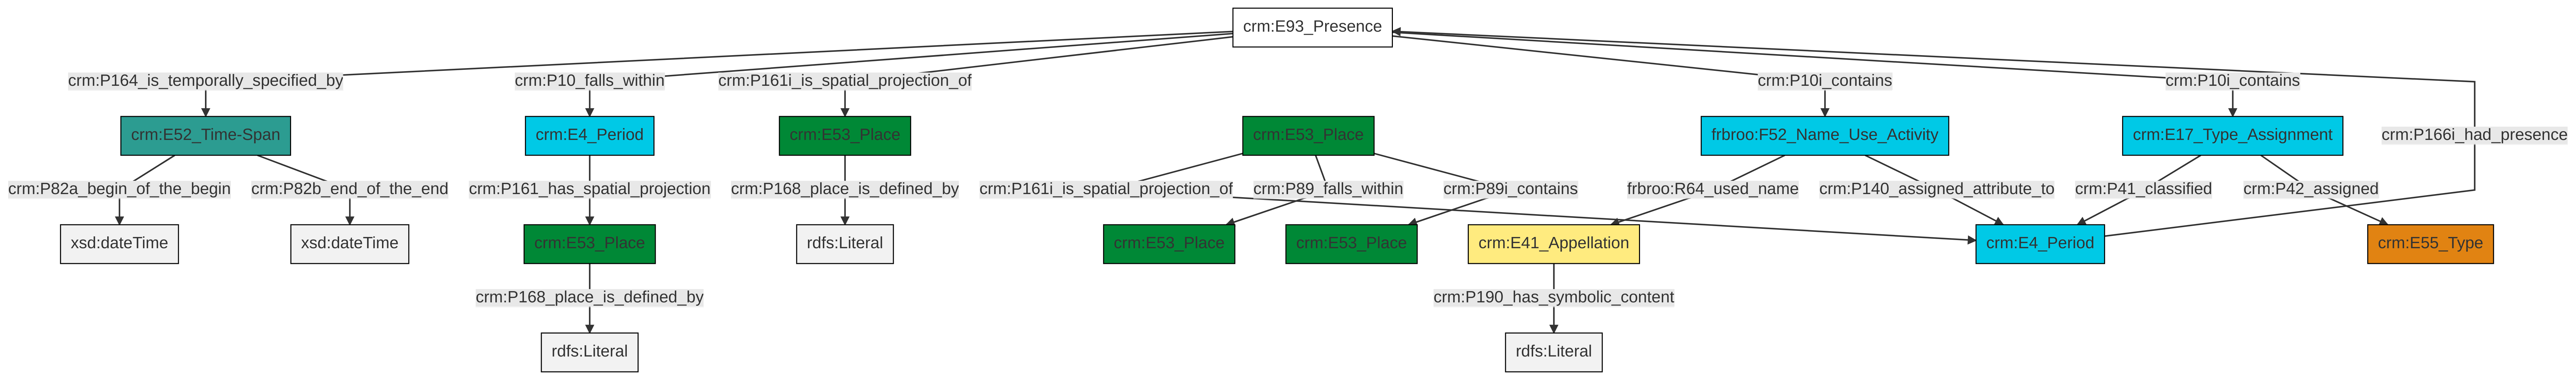 crm:E93_Presence
crm:P164_is_temporally_specified_by
crm:P10_falls_within
crm:P161i_is_spatial_projection_of
crm:P10i_contains
crm:P10i_contains
crm:E52_Time-Span
crm:E4_Period
crm:E53_Place
crm:E53_Place
frbroo:F52_Name_Use_Activity
crm:E17_Type_Assignment
crm:P166i_had_presence
crm:P82a_begin_of_the_begin
crm:P82b_end_of_the_end
crm:P161_has_spatial_projection
crm:P168_place_is_defined_by
crm:P161i_is_spatial_projection_of
crm:P89_falls_within
crm:P89i_contains
frbroo:R64_used_name
crm:P140_assigned_attribute_to
crm:P41_classified
crm:P42_assigned
xsd:dateTime
xsd:dateTime
crm:E53_Place
rdfs:Literal
crm:E53_Place
crm:E53_Place
crm:E41_Appellation
crm:E4_Period
crm:E55_Type
crm:P168_place_is_defined_by
crm:P190_has_symbolic_content
rdfs:Literal
rdfs:Literal